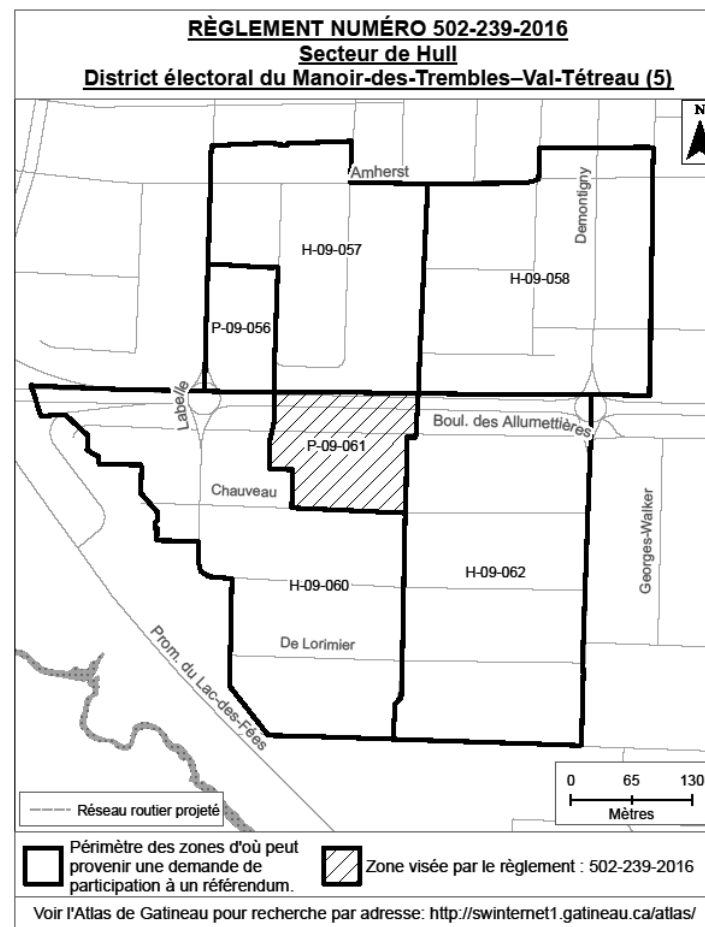 RÈGLEMENT NUMÉRO 502-239-2016
Secteur de Hull
District électoral du Manoir-des-Trembles–Val-Tétreau (5)
N
Amherst
Demontigny
H-09-057
H-09-058
P-09-056
Labelle
Boul. des Allumettières
P-09-061
Chauveau
Georges-Walker
H-09-060
H-09-062
De Lorimier
Prom. du Lac-des-Fées
0 65 130
Mètres
Réseau routier projeté
Périmètre des zones d'où peut
provenir une demande de
participation à un référendum.
Zone visée par le règlement : 502-239-2016
Voir l'Atlas de Gatineau pour recherche par adresse: http://swinternet1.gatineau.ca/atlas/